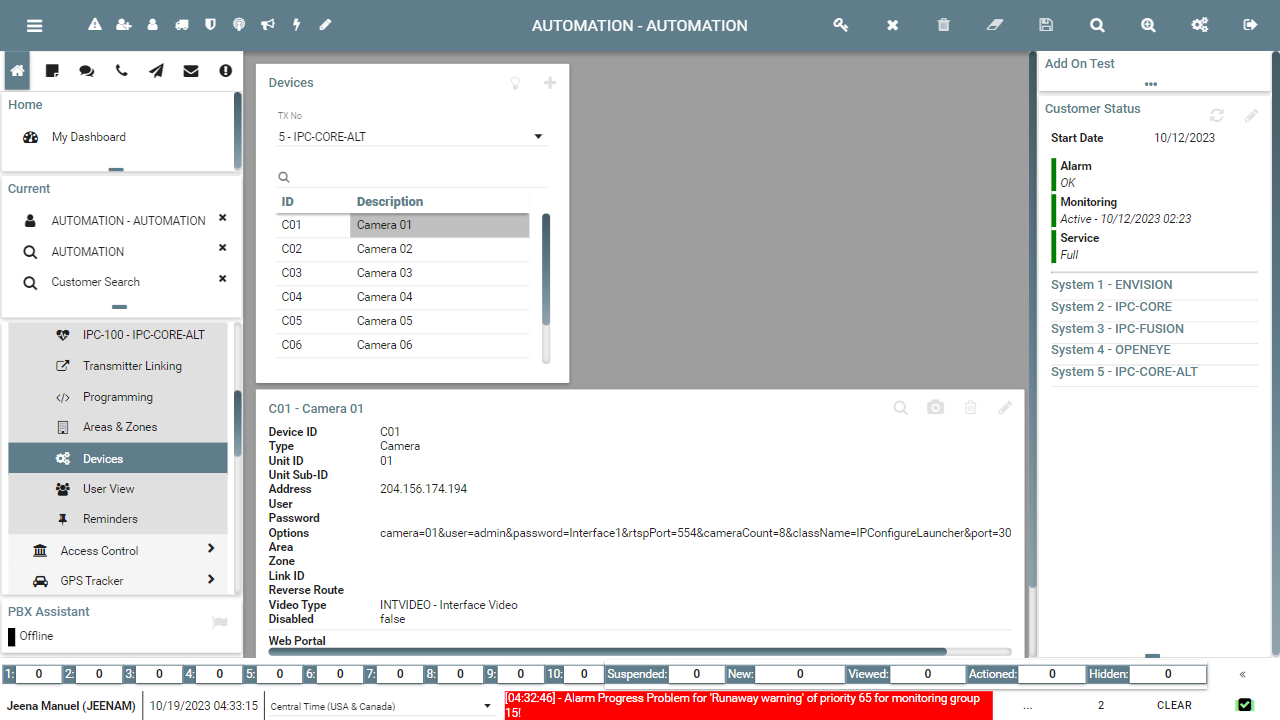 AUTOMATION - AUTOMATION
Home
My Dashboard
Current
AUTOMATION - AUTOMATION
AUTOMATION
Customer Search
IPC-100 - IPC-CORE-ALT
Transmitter Linking
Programming
Areas & Zones
Devices
User View
Reminders
Access Control
GPS Tracker
PBX Assistant
Offline
Devices
TX No
5 - IPC-CORE-ALT
ID Description
C01 Camera 01
C02 Camera 02
C03 Camera 03
C04 Camera 04
C05 Camera 05
C06 Camera 06
C01 - Camera 01
Device ID C01
Type Camera
Unit ID 01
Unit Sub-ID
Address 204.156.174.194
User
Password
Options camera=01&user=admin&password=Interface1&rtspPort=554&cameraCount=8&className=IPConfigureLauncher&port=30
Area
Zone
Link ID
Reverse Route
Video Type INTVIDEO - Interface Video
Disabled false
Web Portal
Add On Test
•••
Customer Status
Start Date 10/12/2023
Alarm
OK
Monitoring
Active - 10/12/2023 02:23
Service
Full
System 1 - ENVISION
System 2 - IPC-CORE
System 3 - IPC-FUSION
System 4 - OPENEYE
System 5 - IPC-CORE-ALT
1: 0 2: 0 3: 0 4: 0 5: 0 6: 0 7: 0 8: 0 9: 0 10: 0 Suspended: 0 New: 0 Viewed: 0 Actioned: 0 Hidden: 0 «
Jeena Manuel (JEENAM) 10/19/2023 04:33:15 Central Time (USA & Canada) [04:32:46] - Alarm Progress Problem for 'Runaway warning' of priority 65 for monitoring group
15! ... 2 CLEAR